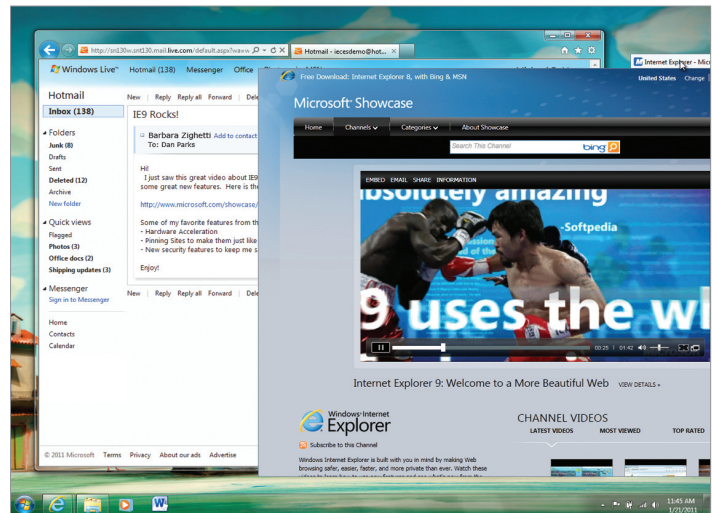 http://sn130w.snt130.mail.live.com/default.aspx?wa=w
Hotmail - iecesdemo@hot...
Windows Live™ Hotmail (138) Messenger Office
Hotmail
Inbox (138)
Folders
Junk (8)
Drafts
Sent
Deleted (12)
Archive
New folder
Quick views
Flagged
Photos (3)
Office docs (2)
Shipping updates (3)
Messenger
Sign in to Messenger
Home
Contacts
Calendar
New | Reply Reply all Forward | Dele
IE9 Rocks!
Barbara Zighetti Add to contact
To: Dan Parks
Hi!
I just saw this great video about IE9
some great new features. Here is the
http://www.microsoft.com/showcase/
Some of my favorite features from th
- Hardware Acceleration
- Pinning Sites to make them just like
- New security features to keep me s
Enjoy!
New | Reply Reply all Forward | Dele
© 2011 Microsoft Terms Privacy About our ads Advertise
Internet Explorer - Micr
Free Download: Internet Explorer 8, with Bing & MSN
United States Change
Microsoft Showcase
Home Channels Categories About Showcase
Search This Channel bing
EMBED EMAIL SHARE INFORMATION
absolutely amazing
-Softpedia
9 uses the wh
00:25 | 01:42
Internet Explorer 9: Welcome to a More Beautiful Web VIEW DETAILS »
Windows Internet
Explorer
Subscribe to this Channel
Windows Internet Explorer is built with you in mind by making Web
browsing safer, easier, faster, and more private than ever. Watch these
CHANNEL VIDEOS
LATEST VIDEOS MOST VIEWED TOP RATED
11:45 AM
1/21/2011